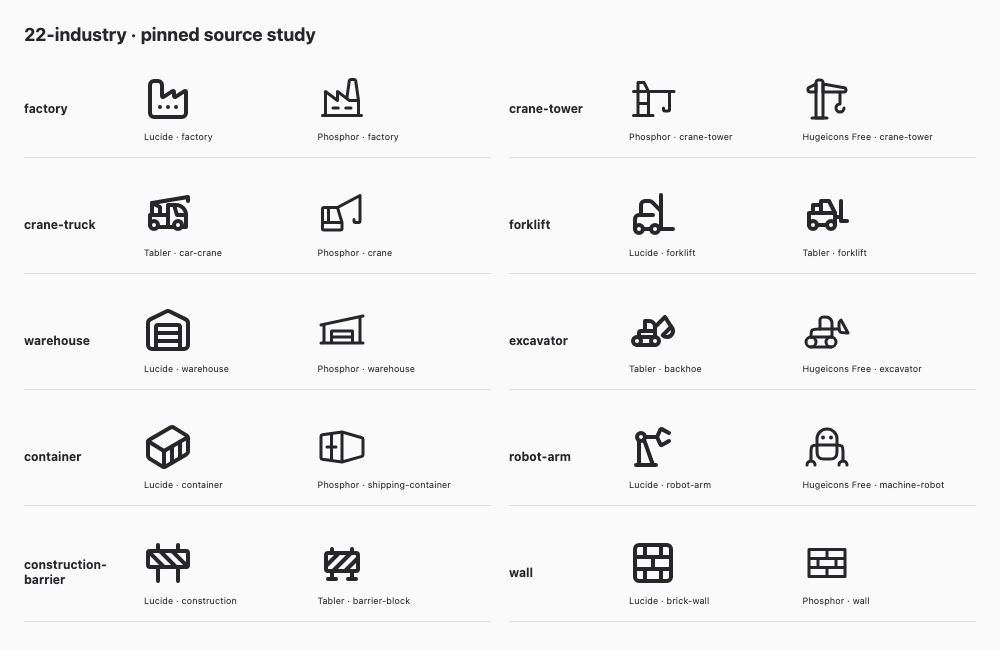 22-industry · pinned source study
factory
Lucide · factory
Phosphor · factory
crane-tower
Phosphor · crane-tower
Hugeicons Free · crane-tower
crane-truck
Tabler · car-crane
Phosphor · crane
forklift
Lucide · forklift
Tabler · forklift
warehouse
Lucide · warehouse
Phosphor · warehouse
excavator
Tabler · backhoe
Hugeicons Free · excavator
container
Lucide · container
Phosphor · shipping-container
robot-arm
Lucide · robot-arm
Hugeicons Free · machine-robot
construction-
barrier
Lucide · construction
Tabler · barrier-block
wall
Lucide · brick-wall
Phosphor · wall